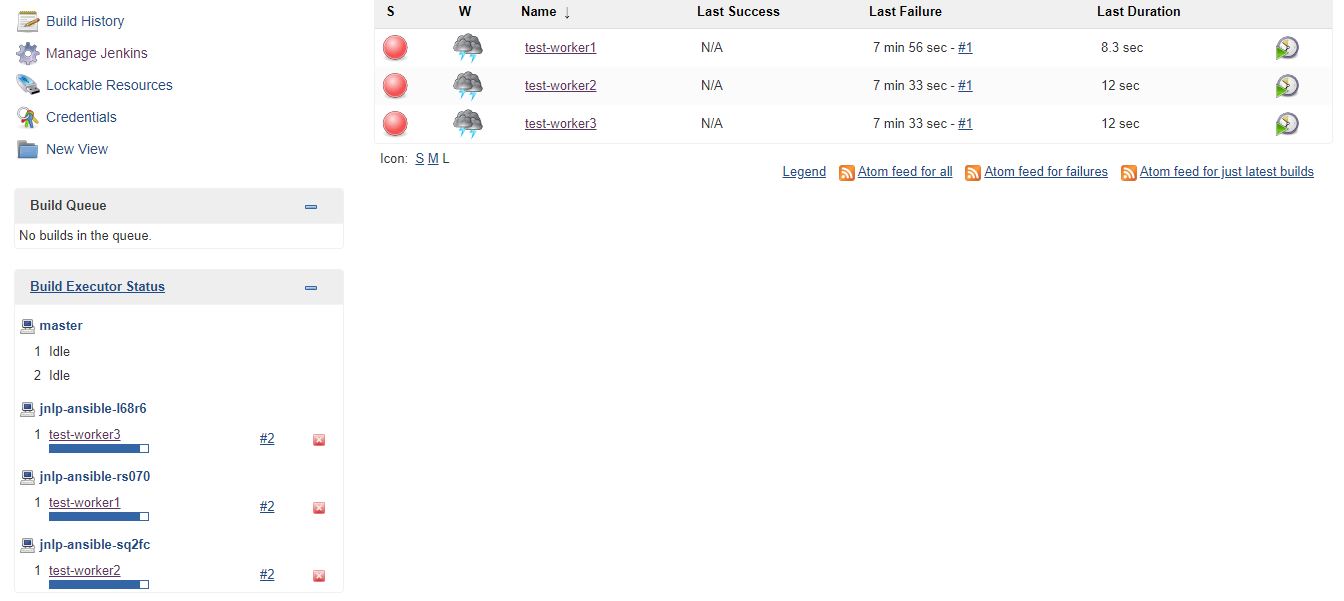 Build History
Manage Jenkins
Lockable Resources
Credentials
New View
Build Queue
No builds in the queue.
Build Executor Status
master
1 Idle
2 Idle
jnlp-ansible-l68r6
1 test-worker3 #2
jnlp-ansible-rs070
1 test-worker1 #2
jnlp-ansible-sq2fc
1 test-worker2 #2
S W Name ↓ Last Success Last Failure Last Duration
test-worker1 N/A 7 min 56 sec - #1 8.3 sec
test-worker2 N/A 7 min 33 sec - #1 12 sec
test-worker3 N/A 7 min 33 sec - #1 12 sec
Icon: S M L
Legend Atom feed for all Atom feed for failures Atom feed for just latest builds